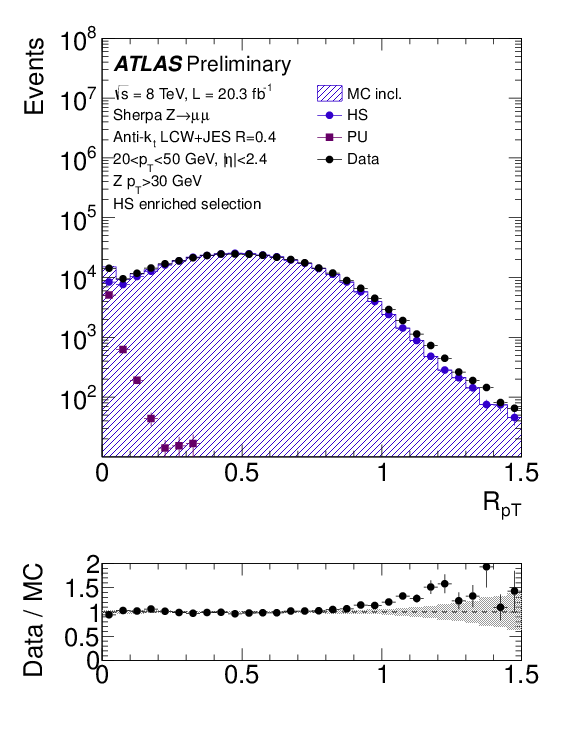 Events
10^8
10^7
10^6
10^5
10^4
10^3
10^2
ATLAS Preliminary
√s = 8 TeV, L = 20.3 fb^-1
Sherpa Z→μμ
Anti-k_t LCW+JES R=0.4
20<p_T<50 GeV, |η|<2.4
Z p_T>30 GeV
HS enriched selection
MC incl.
HS
PU
Data
0 0.5 1 1.5
R_pT
Data / MC
2
1.5
1
0.5
0
0 0.5 1 1.5